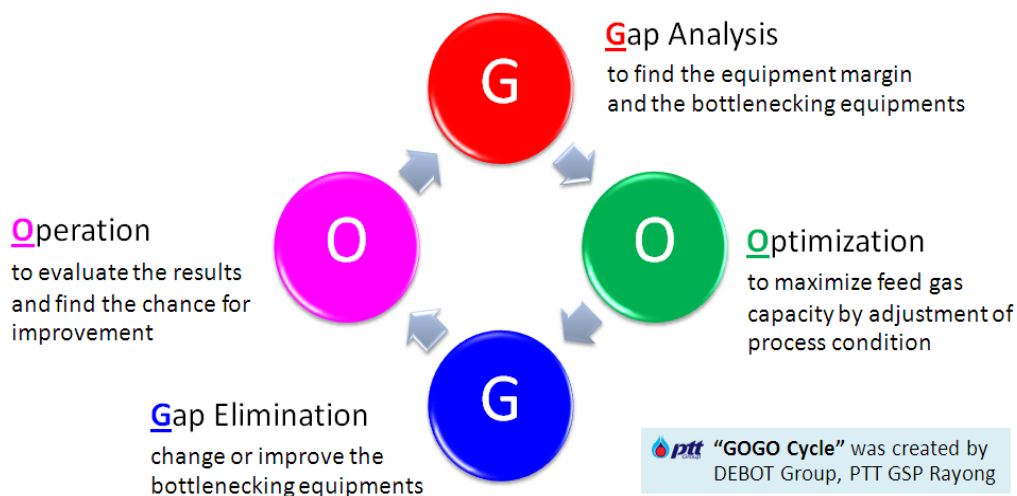 G
Gap Analysis
to find the equipment margin
and the bottlenecking equipments
O
Optimization
to maximize feed gas
capacity by adjustment of
process condition
G
Gap Elimination
change or improve the
bottlenecking equipments
O
Operation
to evaluate the results
and find the chance for
improvement
ptt
GROUP
“GOGO Cycle” was created by
DEBOT Group, PTT GSP Rayong